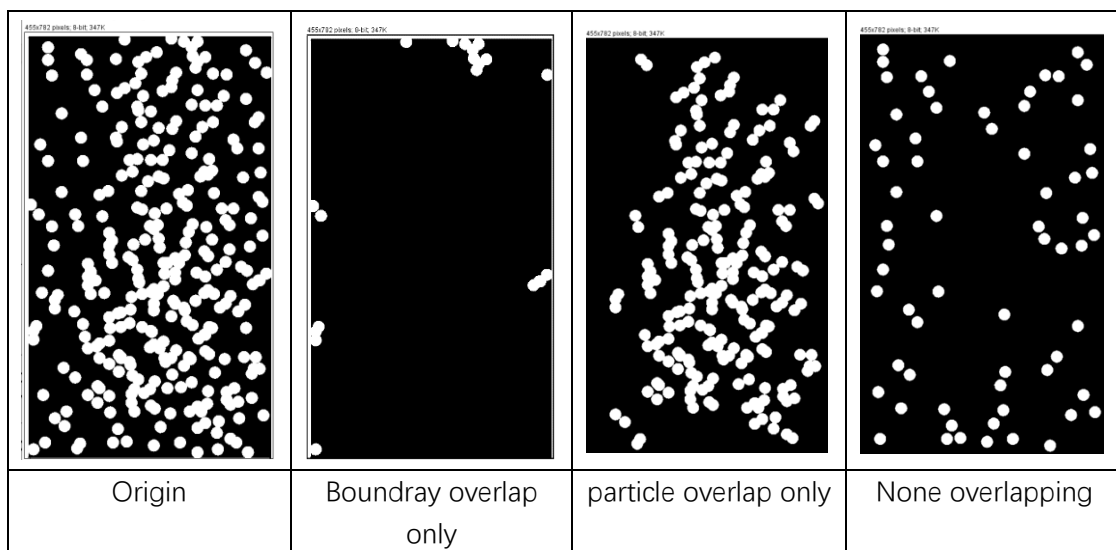 455x782 pixels; 8-bit; 347K
455x782 pixels; 8-bit; 347K
455x782 pixels; 8-bit; 347K
455x782 pixels; 8-bit; 347K
Origin
Boundray overlap
only
particle overlap only
None overlapping